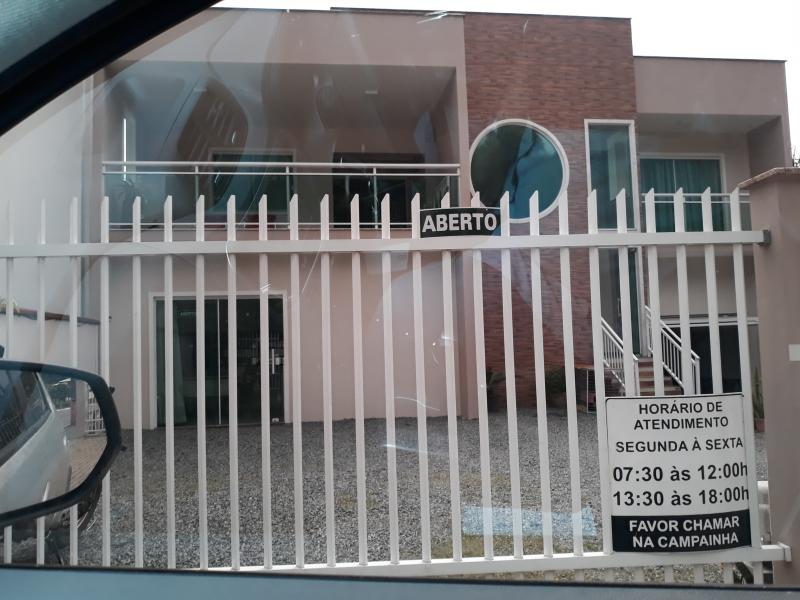 ABERTO
HORÁRIO DE
ATENDIMENTO
SEGUNDA À SEXTA
07:30 às 12:00h
13:30 às 18:00h
FAVOR CHAMAR
NA CAMPAINHA